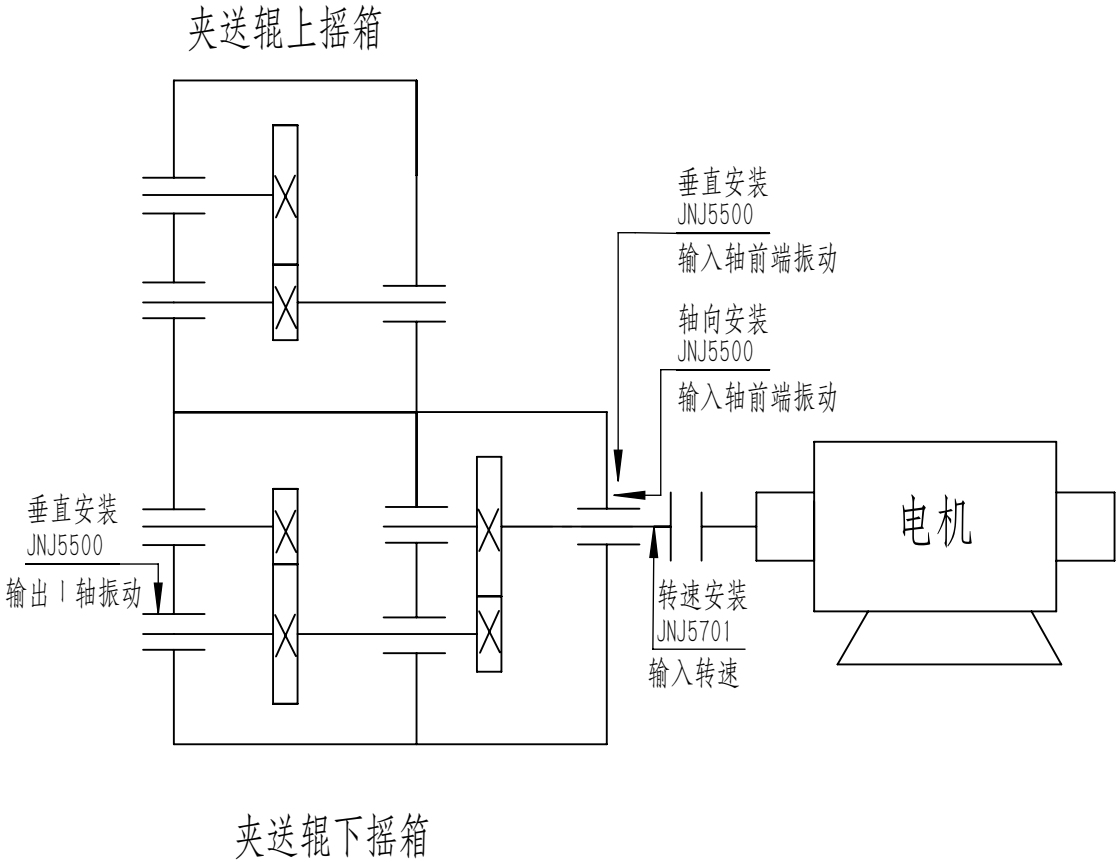 夹送辊上摇箱
垂直安装
JNJ5500
输入轴前端振动
轴向安装
JNJ5500
输入轴前端振动
垂直安装
JNJ5500
输出Ⅰ轴振动
电机
转速安装
JNJ5701
输入转速
夹送辊下摇箱